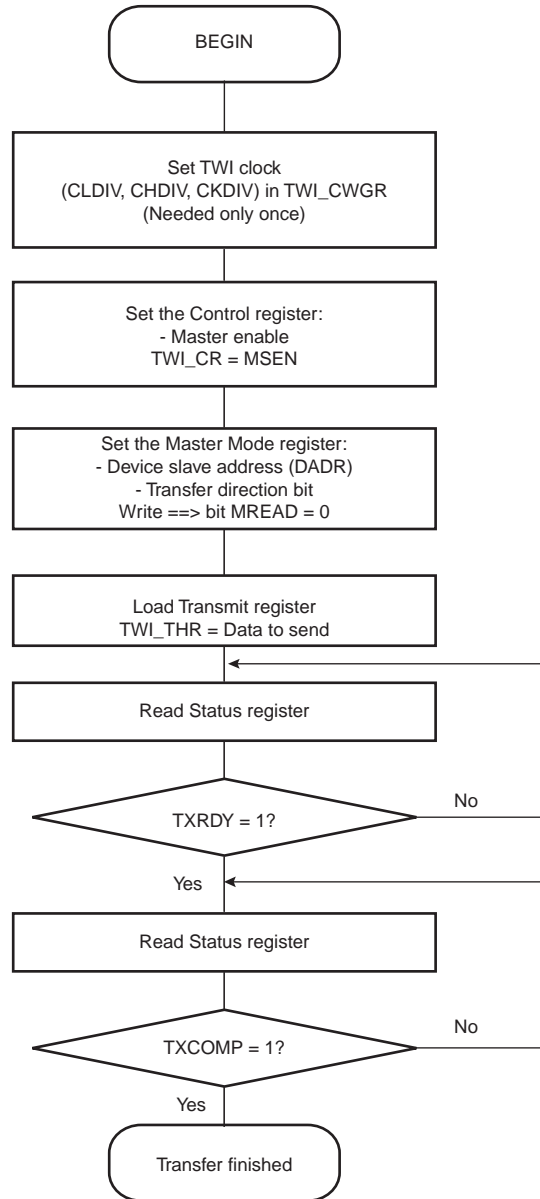 BEGIN
Set TWI clock
(CLDIV, CHDIV, CKDIV) in TWI_CWGR
(Needed only once)
Set the Control register:
- Master enable
TWI_CR = MSEN
Set the Master Mode register:
- Device slave address (DADR)
- Transfer direction bit
Write ==> bit MREAD = 0
Load Transmit register
TWI_THR = Data to send
Read Status register
TXRDY = 1?
No
Yes
Read Status register
TXCOMP = 1?
No
Yes
Transfer finished